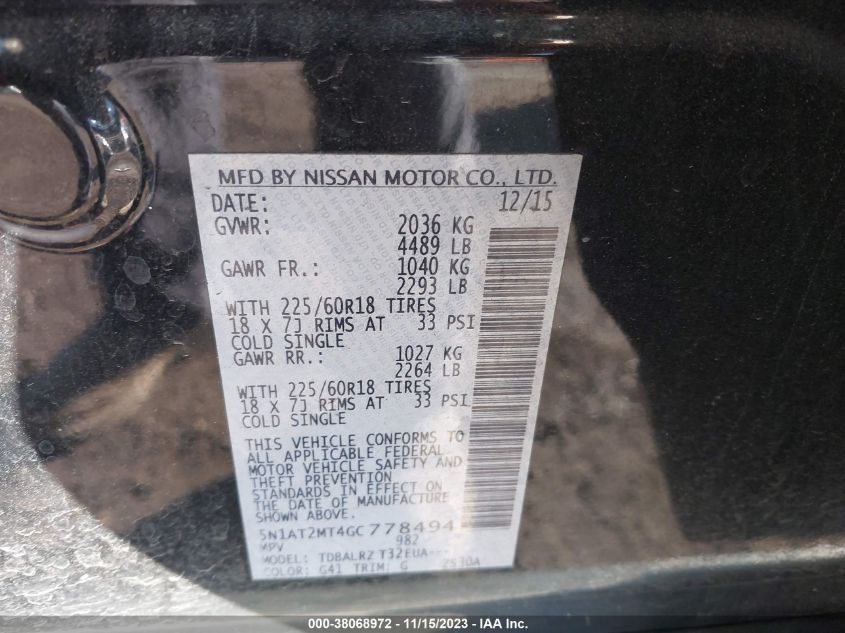 MFD BY NISSAN MOTOR CO., LTD.
DATE: 12/15
GVWR: 2036 KG
4489 LB
GAWR FR.: 1040 KG
2293 LB
WITH 225/60R18 TIRES
18 X 7J RIMS AT 33 PSI
COLD SINGLE
GAWR RR.: 1027 KG
2264 LB
WITH 225/60R18 TIRES
18 X 7J RIMS AT 33 PSI
COLD SINGLE
THIS VEHICLE CONFORMS TO
ALL APPLICABLE FEDERAL
MOTOR VEHICLE SAFETY AND
THEFT PREVENTION
STANDARDS IN EFFECT ON
THE DATE OF MANUFACTURE
SHOWN ABOVE.
5N1AT2MT4GC778494
MPV 982
MODEL: TDBALRZ T32EUA---
COLOR: G41 TRIM: G 2530A
000-38068972 - 11/15/2023 - IAA Inc.